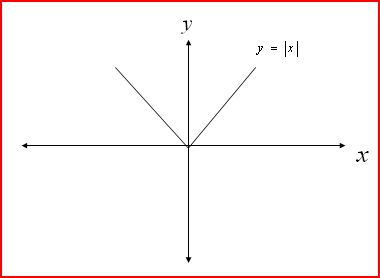 y
y = |x|
x